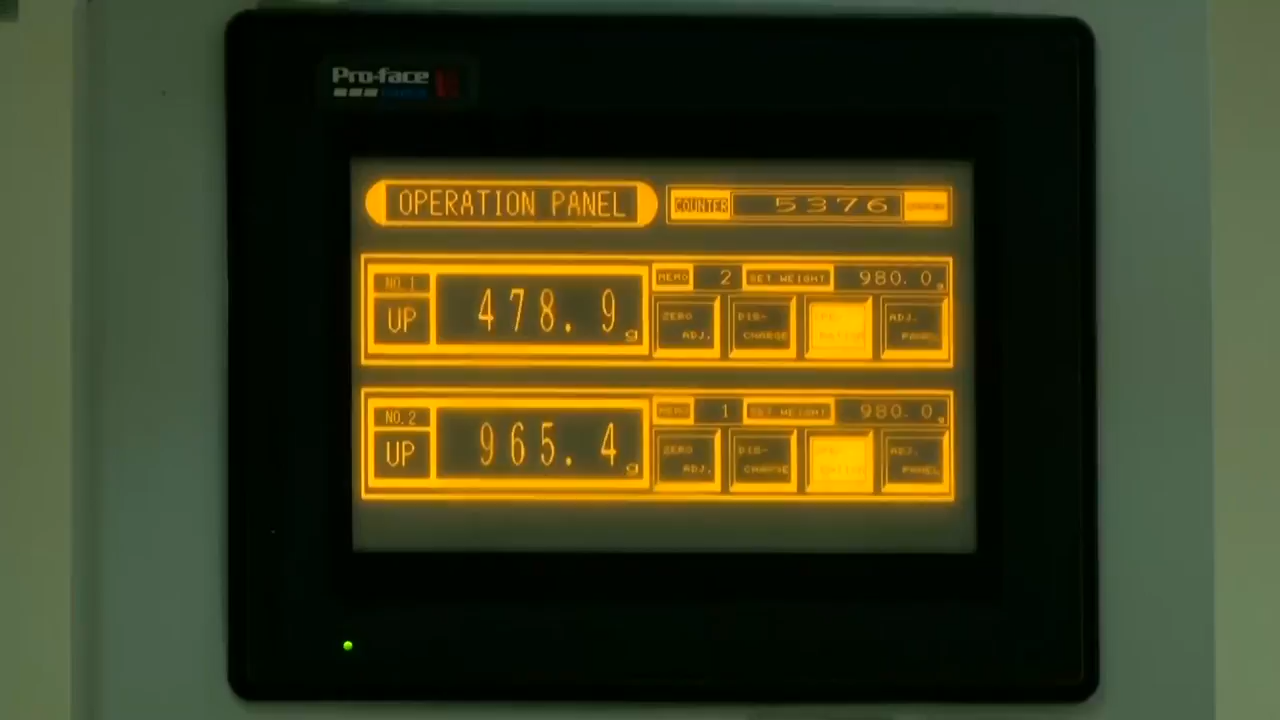 Pro-face
OPERATION PANEL
COUNTER 5376
NO.1
UP
478.9 g
MEMO 2 SET WEIGHT 980.0 g
ZERO ADJ.
DIS-CHARGE
ADJ. PANEL
NO.2
UP
965.4 g
MEMO 1 SET WEIGHT 980.0 g
ZERO ADJ.
DIS-CHARGE
ADJ. PANEL